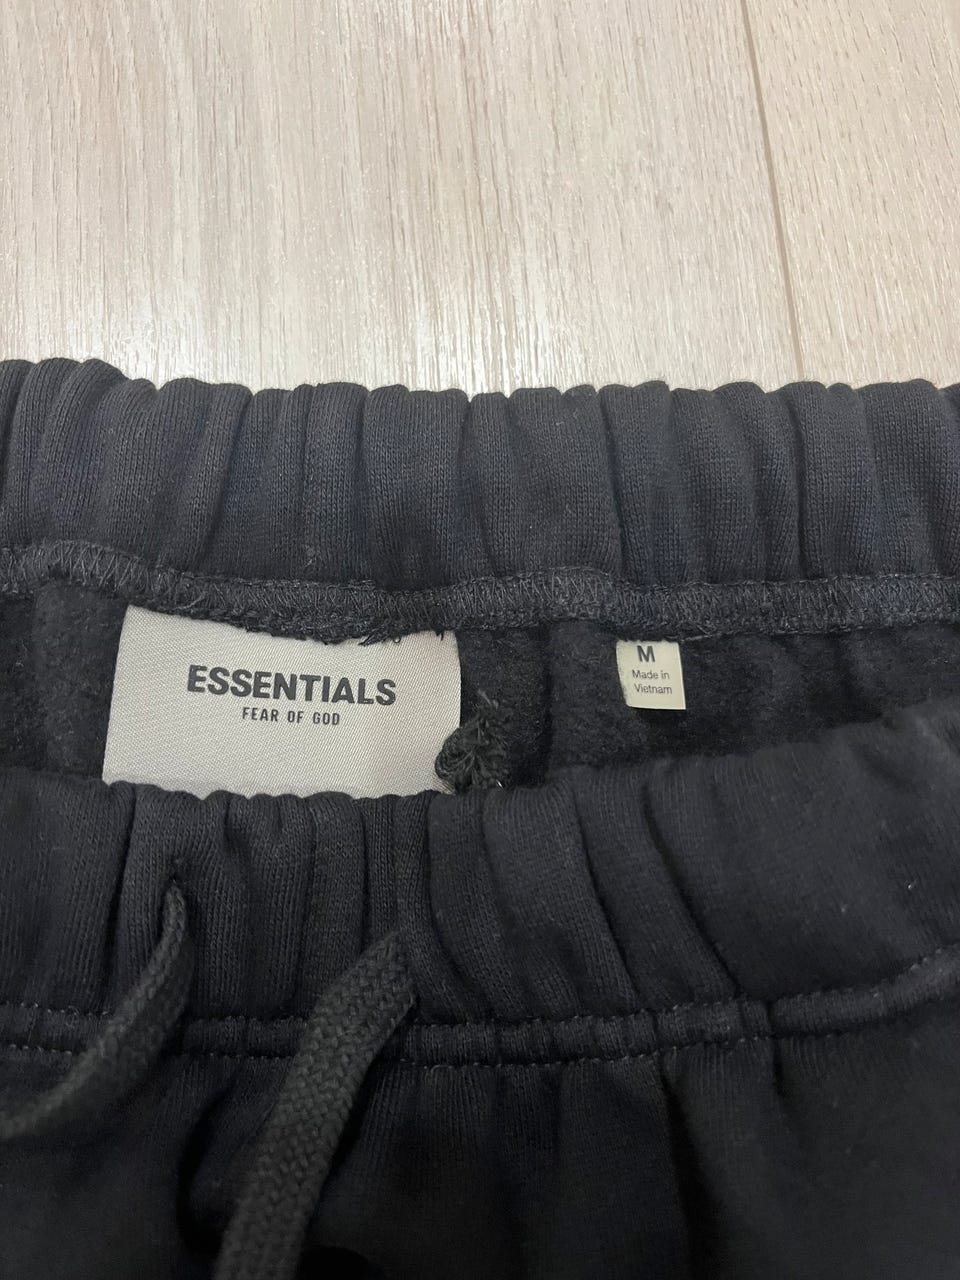 ESSENTIALS
FEAR OF GOD
M
Made in
Vietnam